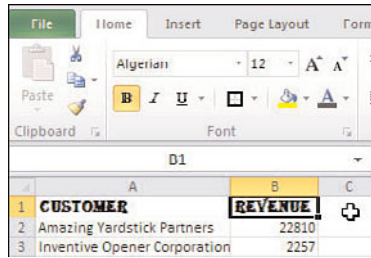 File Home Insert Page Layout Form
Algerian 12 A A
Paste B I U A
Clipboard Font
B1
A B C
1 CUSTOMER REVENUE
2 Amazing Yardstick Partners 22810
3 Inventive Opener Corporation 2257